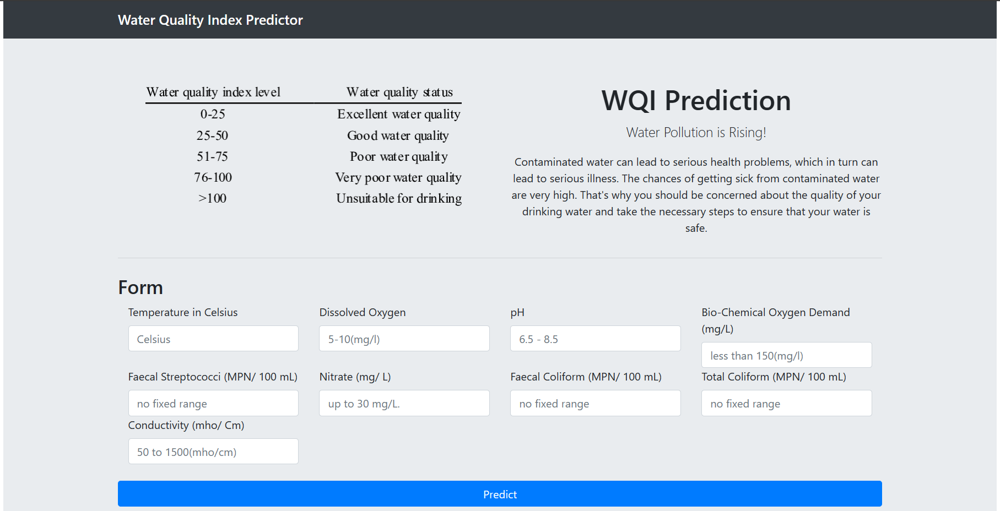 Water Quality Index Predictor
Water quality index level Water quality status
0-25 Excellent water quality
25-50 Good water quality
51-75 Poor water quality
76-100 Very poor water quality
>100 Unsuitable for drinking
WQI Prediction
Water Pollution is Rising!
Contaminated water can lead to serious health problems, which in turn can
lead to serious illness. The chances of getting sick from contaminated water
are very high. That's why you should be concerned about the quality of your
drinking water and take the necessary steps to ensure that your water is
safe.
Form
Temperature in Celsius
Celsius
Dissolved Oxygen
5-10(mg/l)
pH
6.5 - 8.5
Bio-Chemical Oxygen Demand
(mg/L)
less than 150(mg/l)
Faecal Streptococci (MPN/ 100 mL)
no fixed range
Nitrate (mg/ L)
up to 30 mg/L.
Faecal Coliform (MPN/ 100 mL)
no fixed range
Total Coliform (MPN/ 100 mL)
no fixed range
Conductivity (mho/ Cm)
50 to 1500(mho/cm)
Predict